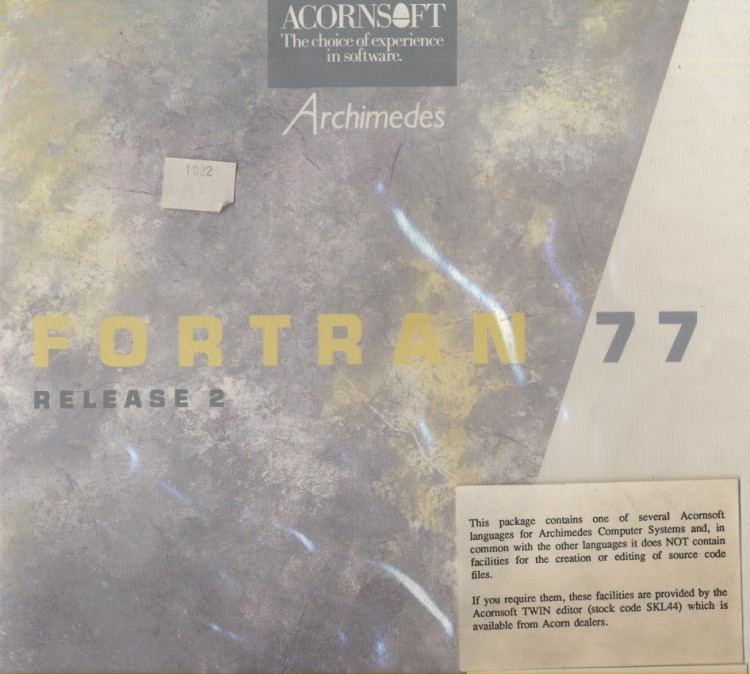 ACORNSOFT
The choice of experience
in software.
Archimedes
1082
FORTRAN 77
RELEASE 2
This package contains one of several Acornsoft
languages for Archimedes Computer Systems and, in
common with the other languages it does NOT contain
facilities for the creation or editing of source code
files.
If you require them, these facilities are provided by the
Acornsoft TWIN editor (stock code SKL44) which is
available from Acorn dealers.